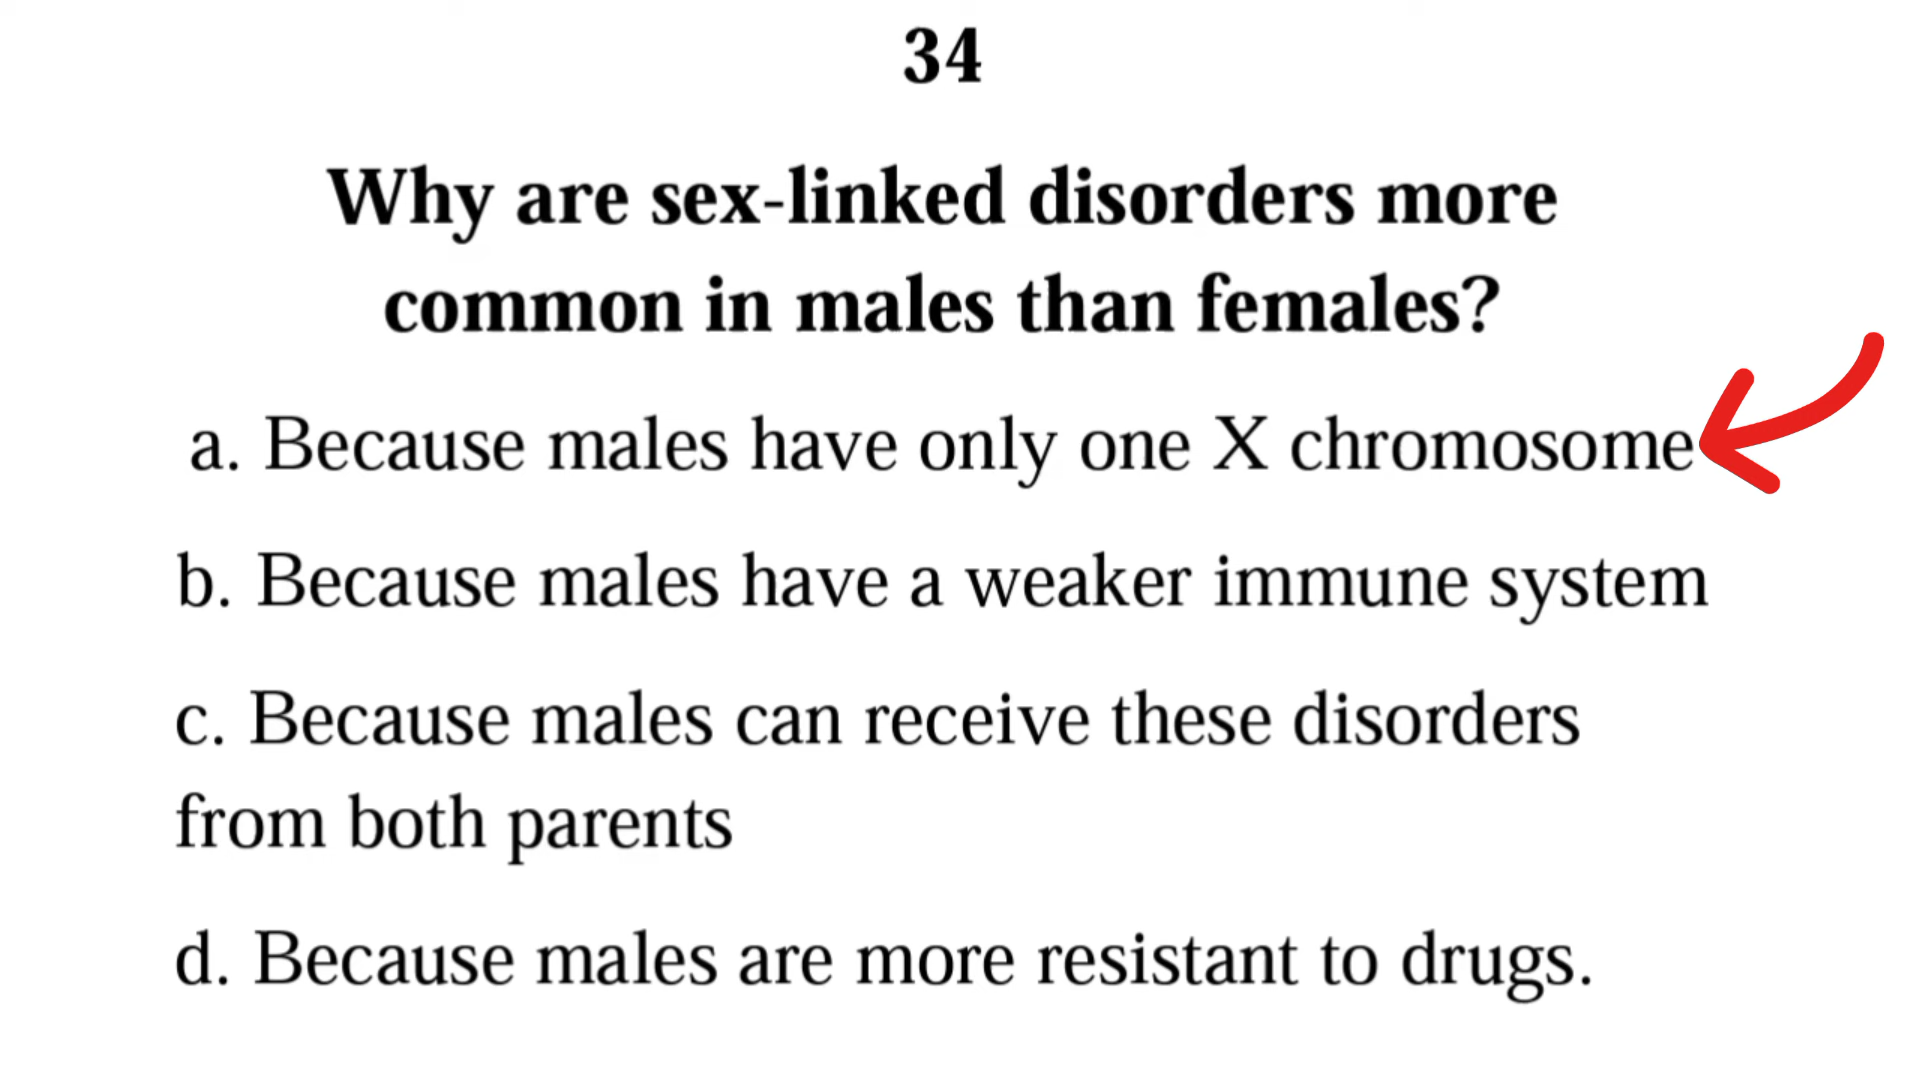 34
Why are sex-linked disorders more
common in males than females?
a. Because males have only one X chromosome
b. Because males have a weaker immune system
c. Because males can receive these disorders
from both parents
d. Because males are more resistant to drugs.